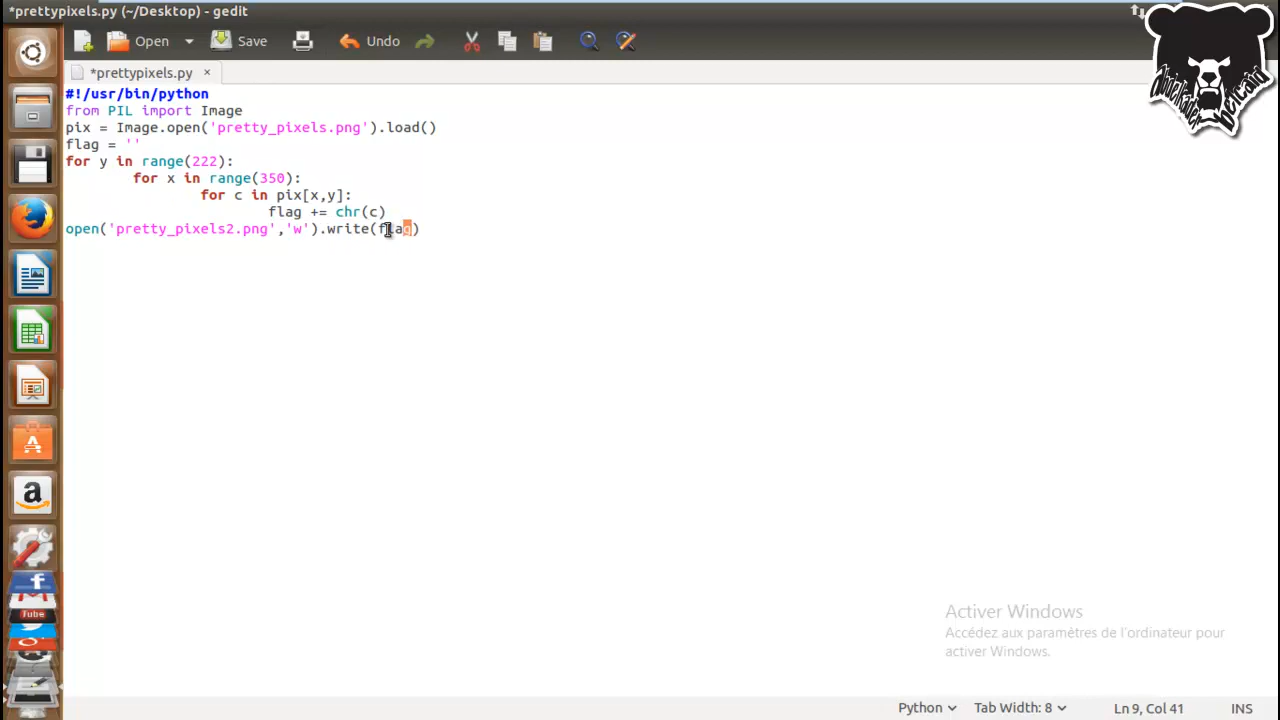 *prettypixels.py (~/Desktop) - gedit
Open Save Undo
*prettypixels.py ×
#!/usr/bin/python
from PIL import Image
pix = Image.open('pretty_pixels.png').load()
flag = ''
for y in range(222):
for x in range(350):
for c in pix[x,y]:
flag += chr(c)
open('pretty_pixels2.png','w').write(flag)
a
f
Tube
Activer Windows
Accédez aux paramètres de l'ordinateur pour
activer Windows.
Python Tab Width: 8 Ln 9, Col 41 INS